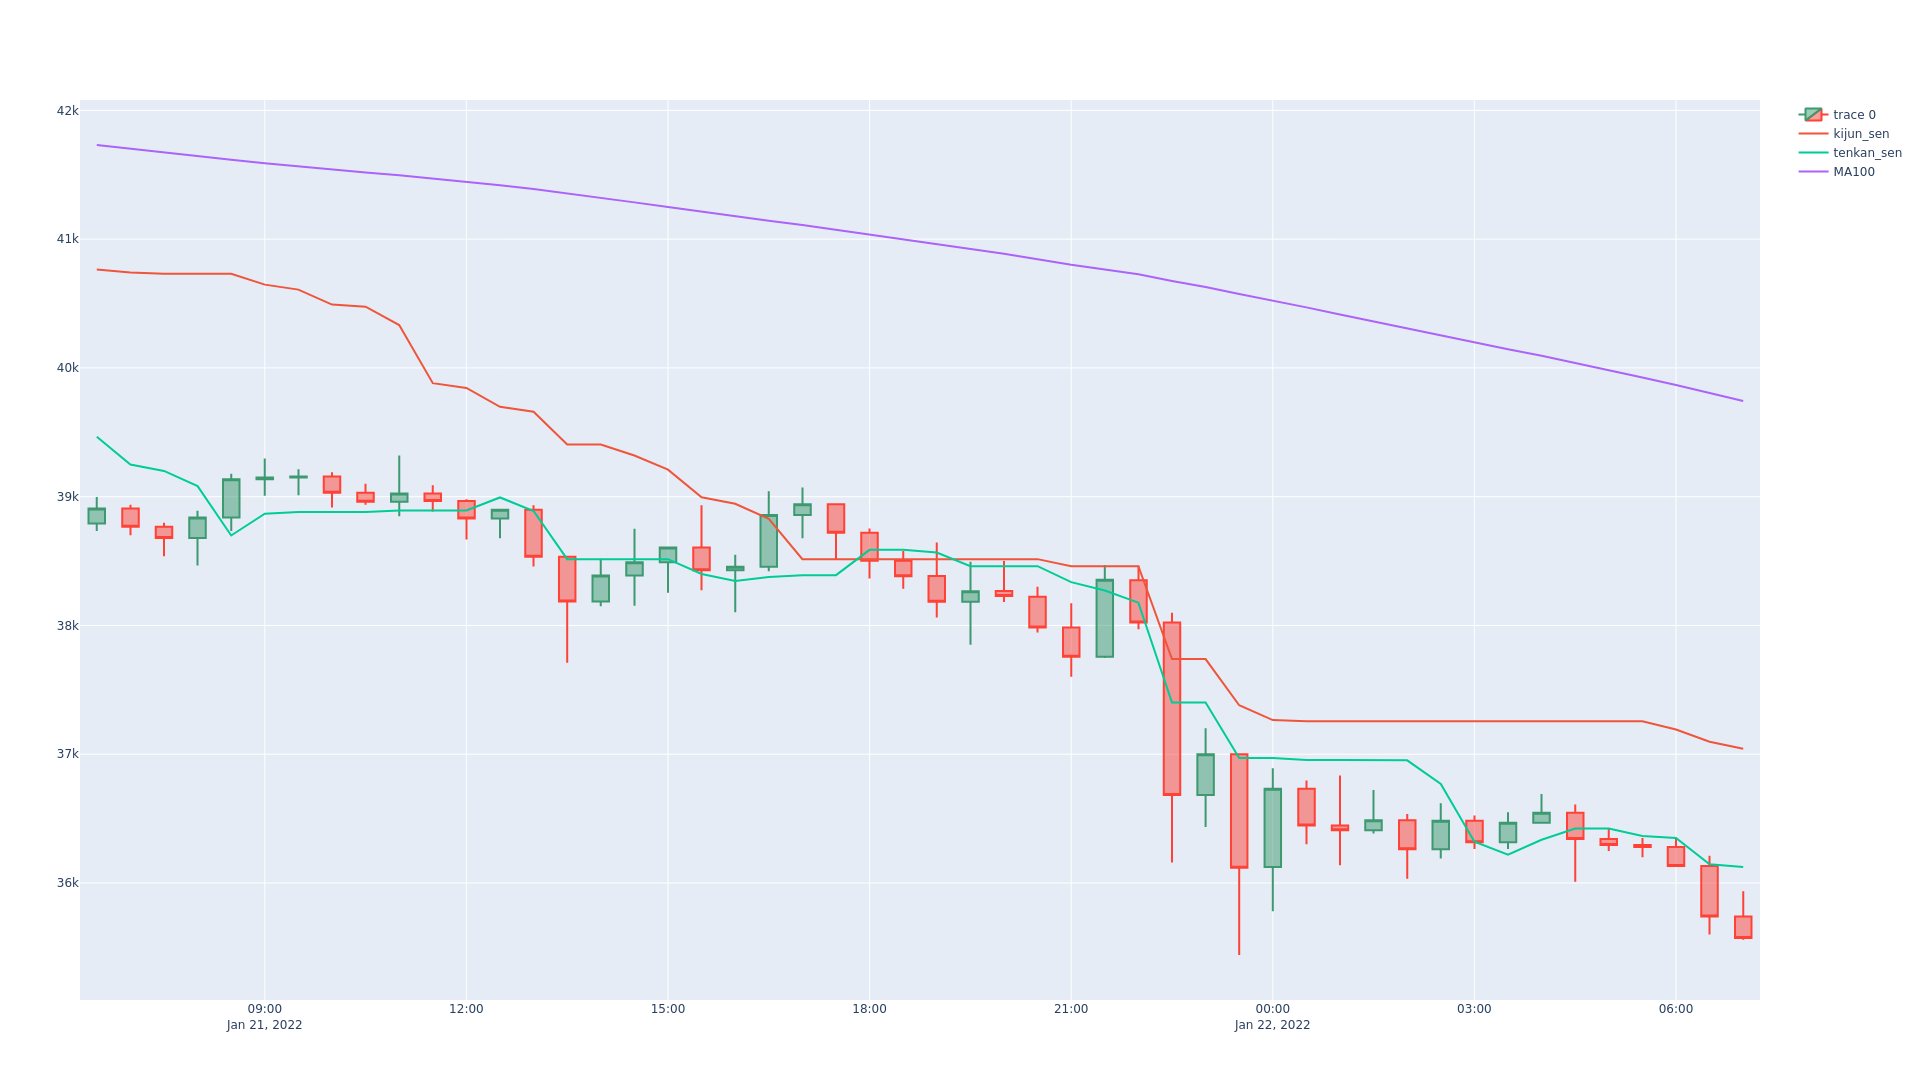 42k
41k
40k
39k
38k
37k
36k
09:00
Jan 21, 2022
12:00
15:00
18:00
21:00
00:00
Jan 22, 2022
03:00
06:00
trace 0
kijun_sen
tenkan_sen
MA100